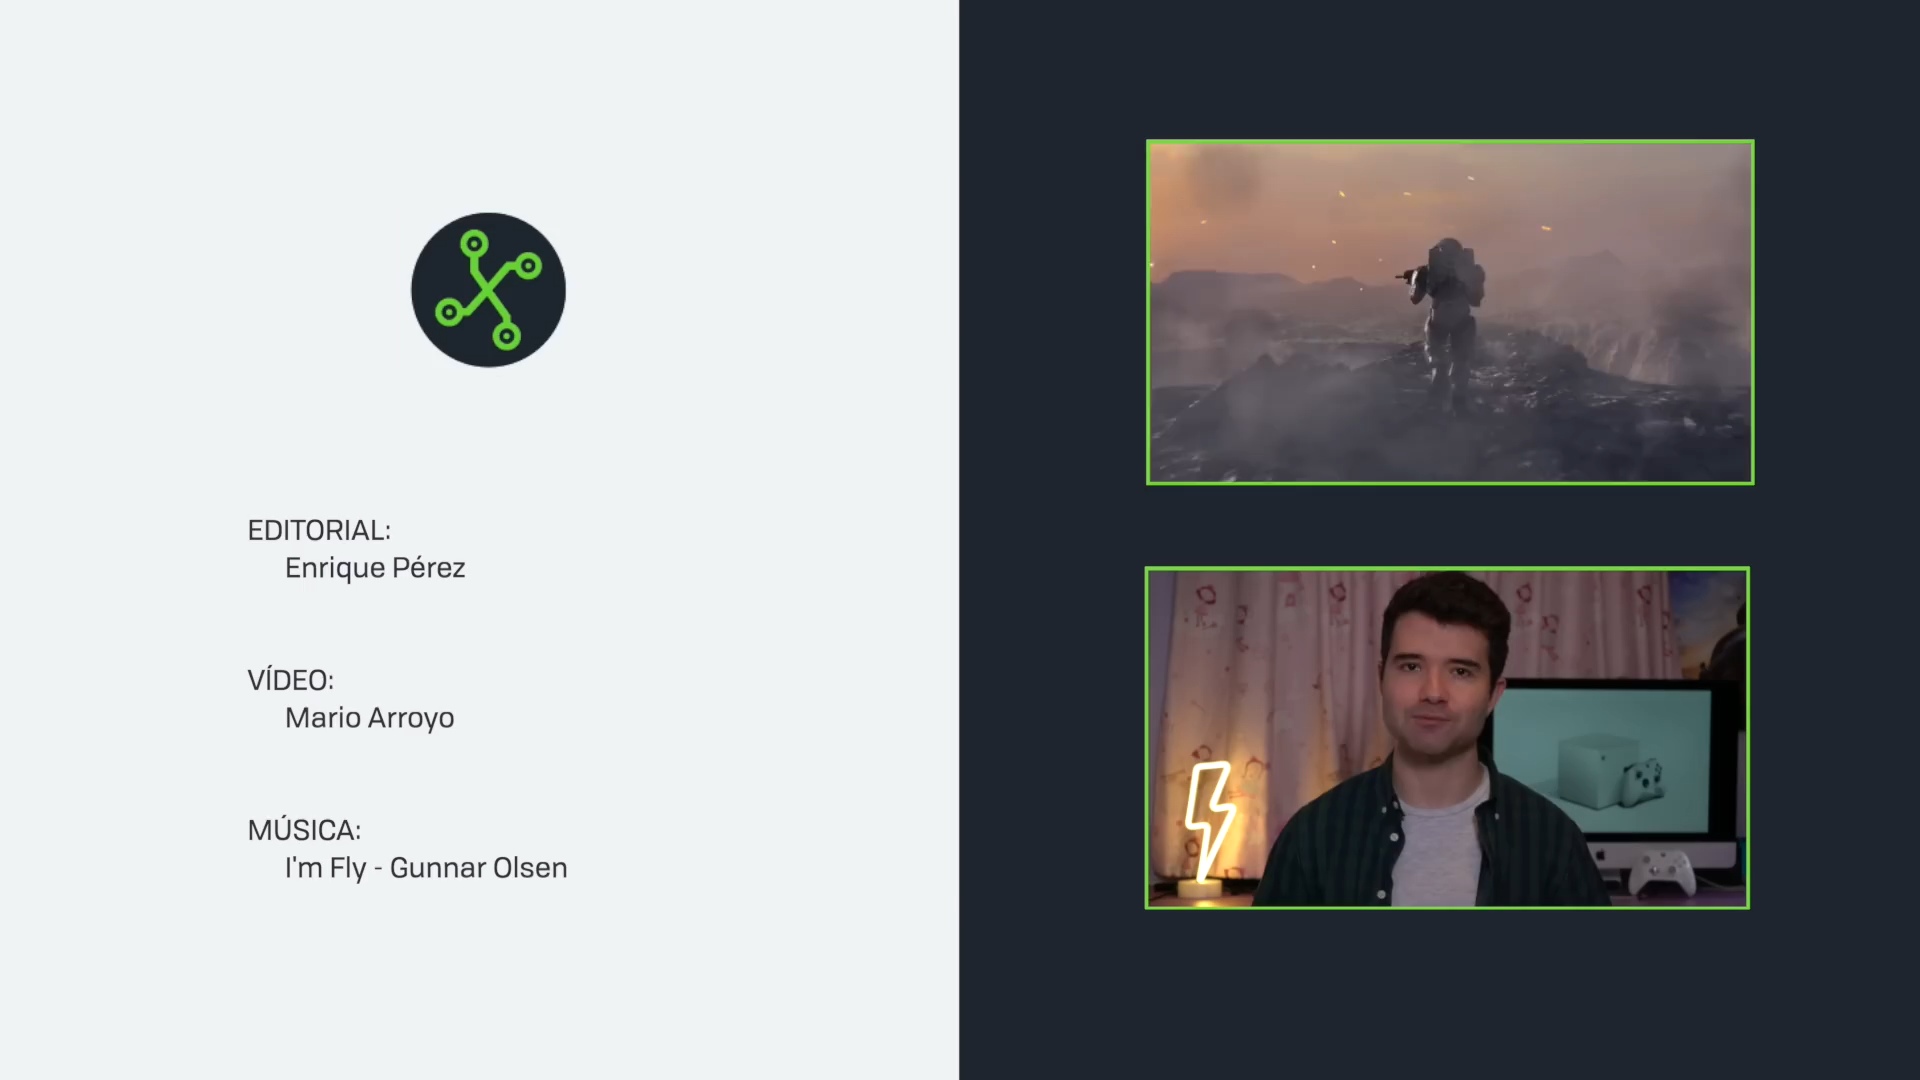 EDITORIAL:
Enrique Pérez
VÍDEO:
Mario Arroyo
MÚSICA:
I'm Fly - Gunnar Olsen